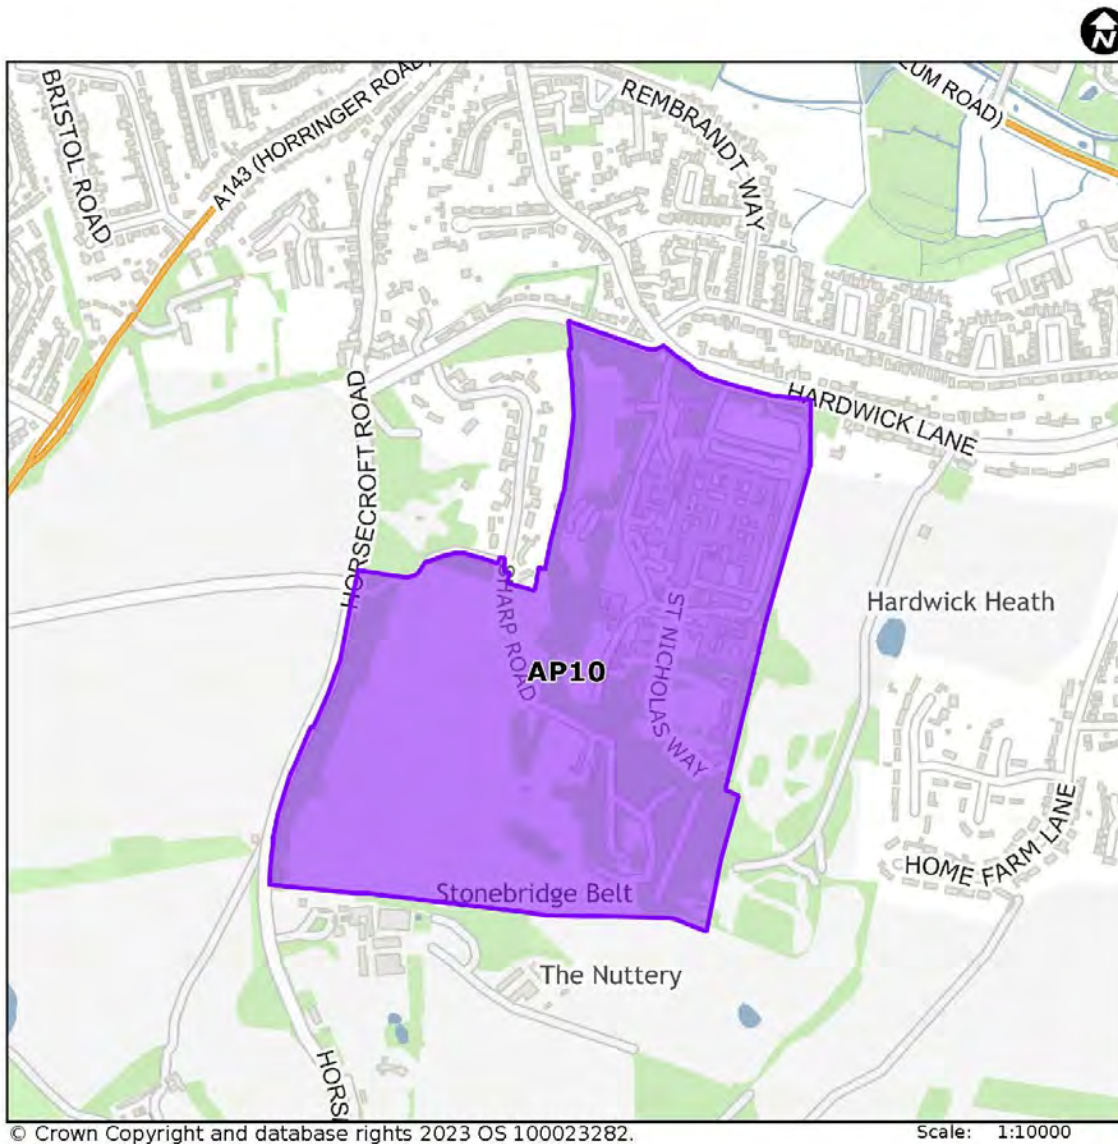 N
BRISTOL ROAD
A143 (HORRINGER ROAD)
REMBRANDT WAY
EUM ROAD)
HORSECROFT ROAD
HARDWICK LANE
SHARP ROAD
ST NICHOLAS WAY
AP10
Hardwick Heath
HOME FARM LANE
Stonebridge Belt
The Nuttery
HORS
© Crown Copyright and database rights 2023 OS 100023282.
Scale: 1:10000